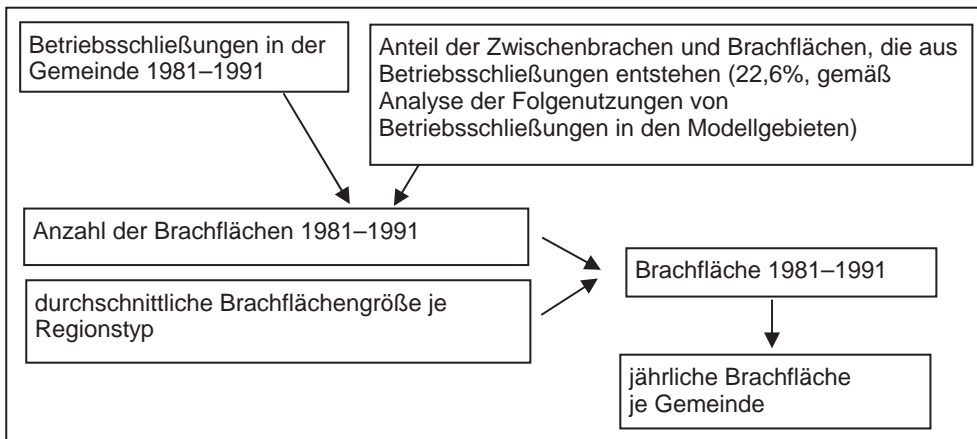 Betriebsschließungen in der
Gemeinde 1981–1991
Anteil der Zwischenbrachen und Brachflächen, die aus
Betriebsschließungen entstehen (22,6%, gemäß
Analyse der Folgenutzungen von
Betriebsschließungen in den Modellgebieten)
Anzahl der Brachflächen 1981–1991
durchschnittliche Brachflächengröße je
Regionstyp
Brachfläche 1981–1991
jährliche Brachfläche
je Gemeinde